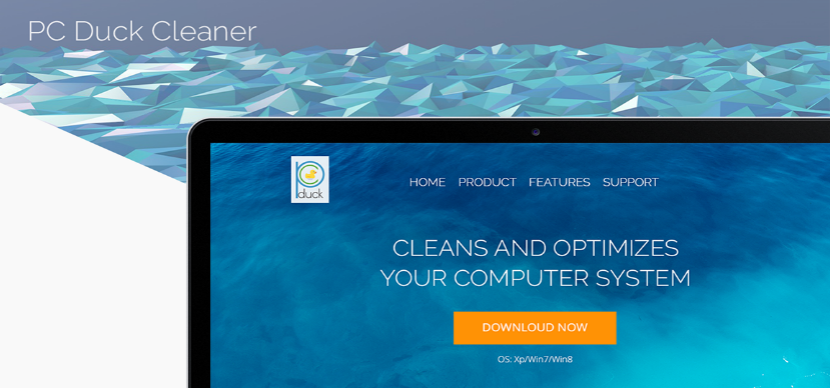 PC Duck Cleaner
PC
duck
HOME PRODUCT FEATURES SUPPORT
CLEANS AND OPTIMIZES
YOUR COMPUTER SYSTEM
DOWNLOUD NOW
OS: Xp/Win7/Win8